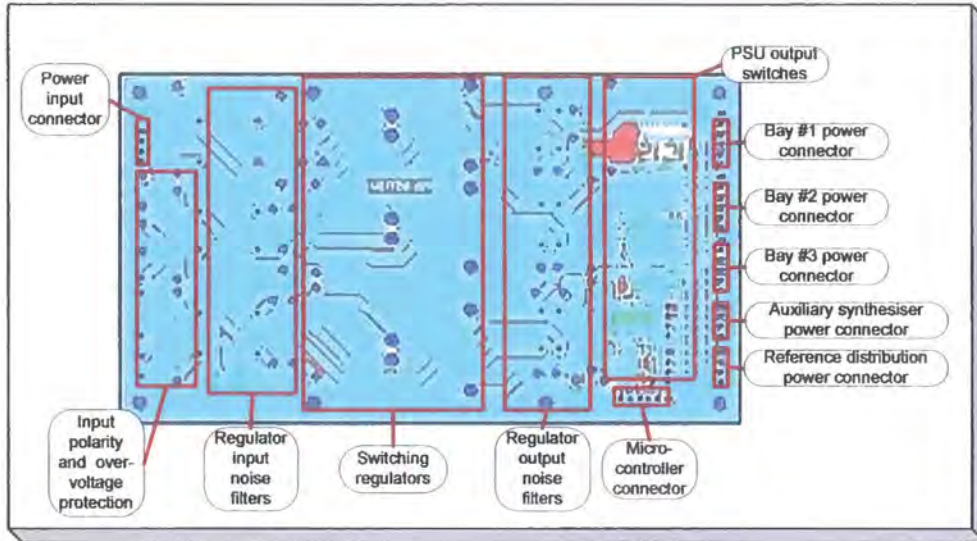 PSU output
switches
Power
input
connector
Bay #1 power
connector
Bay #2 power
connector
Bay #3 power
connector
Auxiliary synthesiser
power connector
Reference distribution
power connector
Input
polarity
and over-
voltage
protection
Regulator
input
noise
filters
Switching
regulators
Regulator
output
noise
filters
Micro-
controller
connector